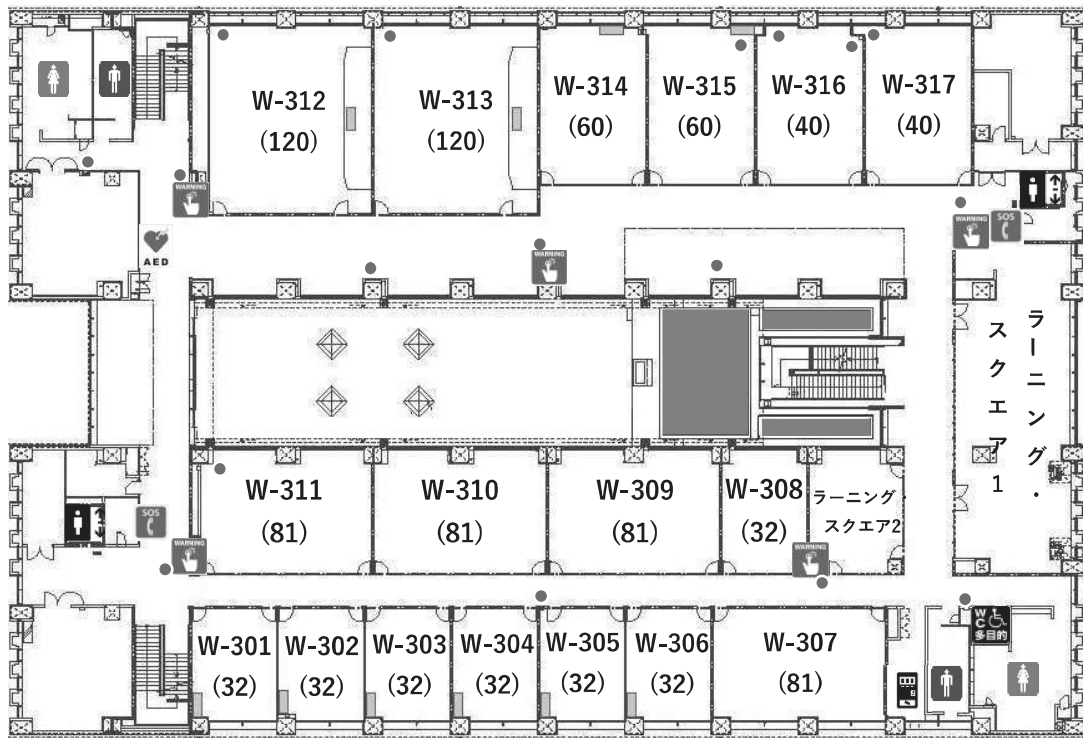 W-312
(120)
W-313
(120)
W-314
(60)
W-315
(60)
W-316
(40)
W-317
(40)
WARNING
AED
WARNING
WARNING
SOS
ラーニング・
スクエア1
W-311
(81)
W-310
(81)
W-309
(81)
W-308
(32)
ラーニング
スクエア2
SOS
WARNING
WARNING
W-301
(32)
W-302
(32)
W-303
(32)
W-304
(32)
W-305
(32)
W-306
(32)
W-307
(81)
WC
多目的